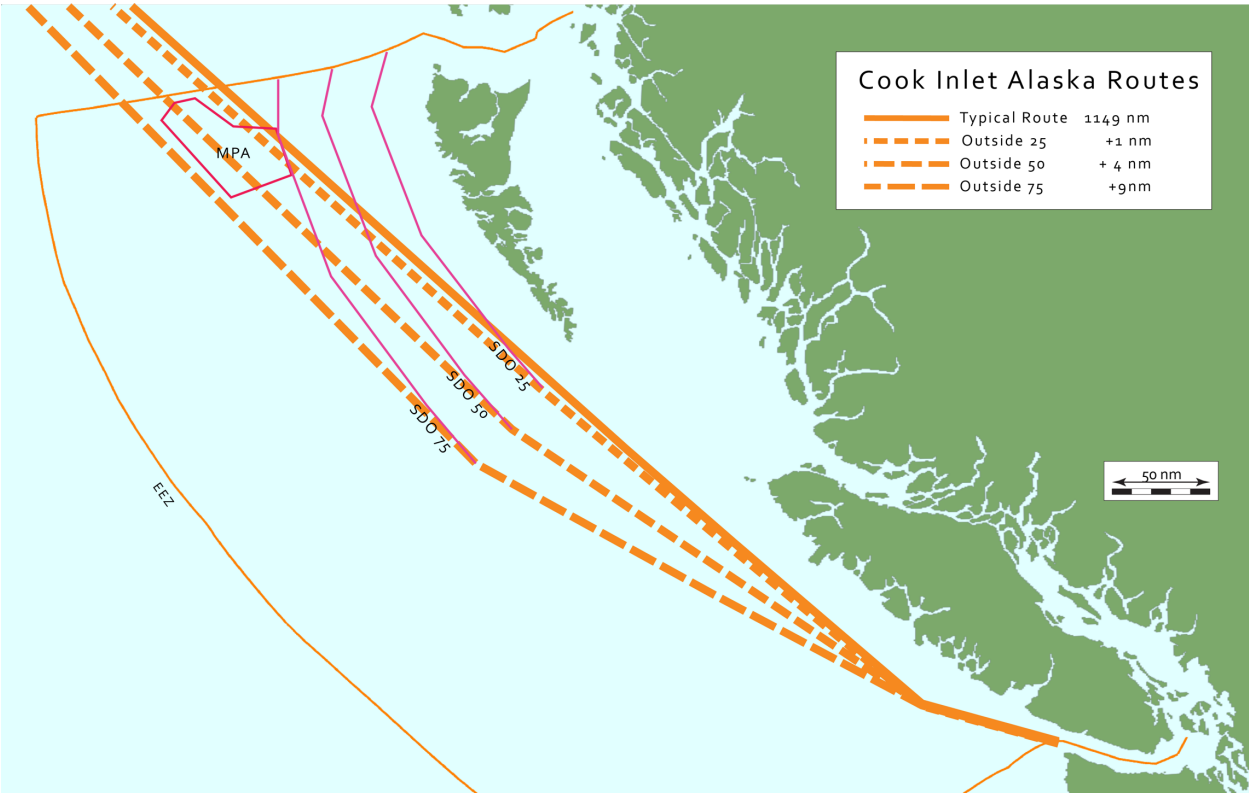 Cook Inlet Alaska Routes
Typical Route 1149 nm
Outside 25 +1 nm
Outside 50 + 4 nm
Outside 75 +9nm
MPA
SDO 25
SDO 50
SDO 75
50 nm
EEZ